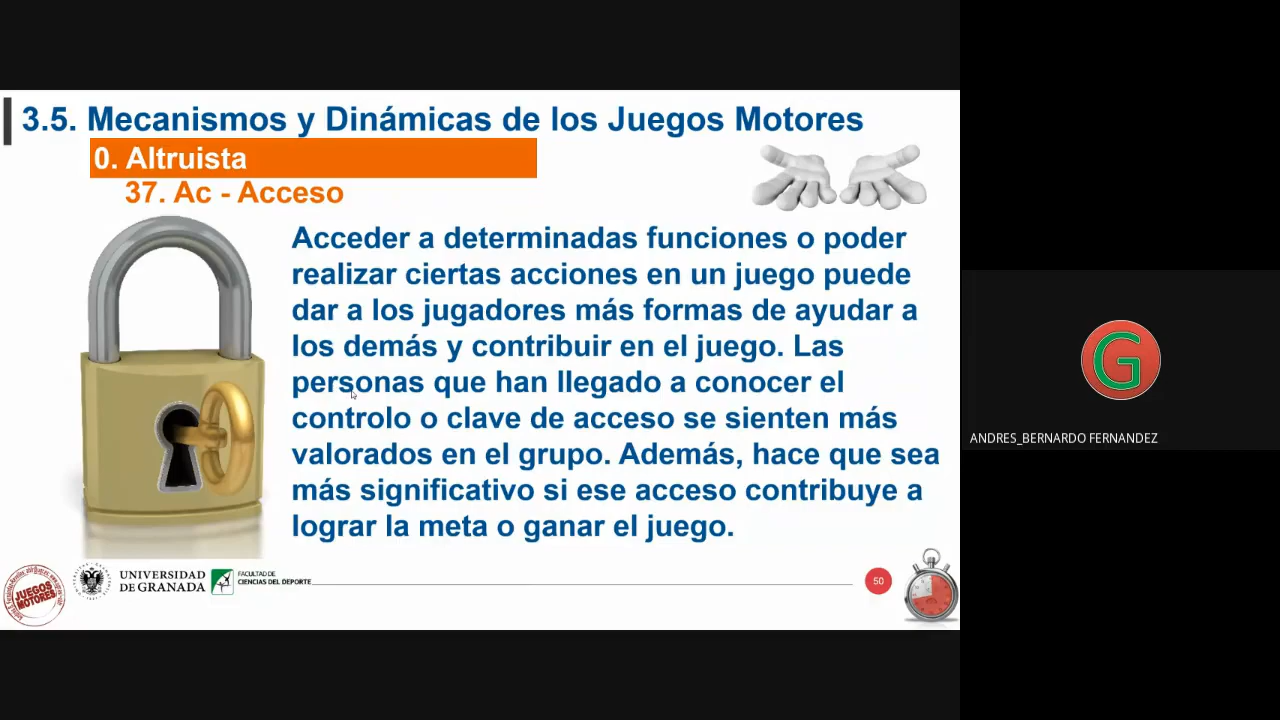 3.5. Mecanismos y Dinámicas de los Juegos Motores
0. Altruista
37. Ac - Acceso
Acceder a determinadas funciones o poder
realizar ciertas acciones en un juego puede
dar a los jugadores más formas de ayudar a
los demás y contribuir en el juego. Las
personas que han llegado a conocer el
controlo o clave de acceso se sienten más
valorados en el grupo. Además, hace que sea
más significativo si ese acceso contribuye a
lograr la meta o ganar el juego.
JUEGOS
MOTORES
UNIVERSIDAD
DE GRANADA
FACULTAD DE
CIENCIAS DEL DEPORTE
50
G
ANDRES_BERNARDO FERNANDEZ